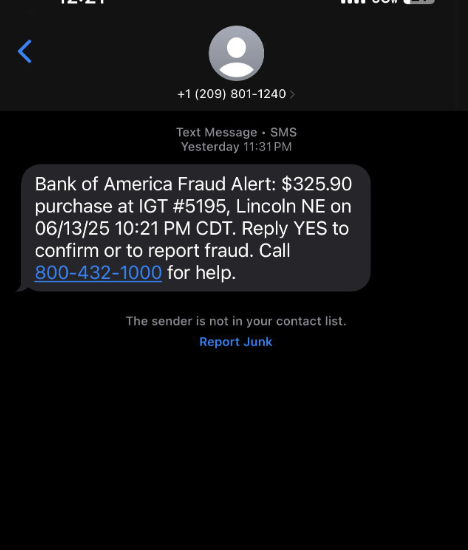 +1 (209) 801-1240 >
Text Message • SMS
Yesterday 11:31 PM
Bank of America Fraud Alert: $325.90
purchase at IGT #5195, Lincoln NE on
06/13/25 10:21 PM CDT. Reply YES to
confirm or to report fraud. Call
800-432-1000 for help.
The sender is not in your contact list.
Report Junk